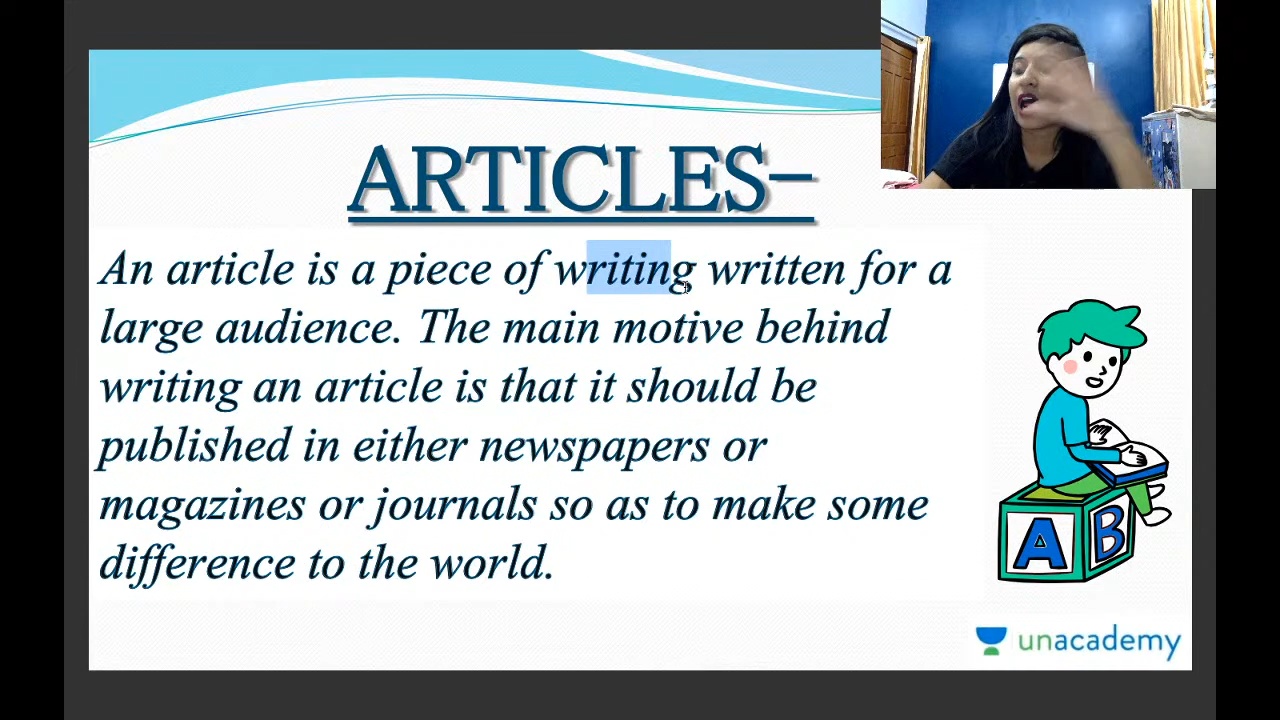 ARTICLES-
An article is a piece of writing written for a
large audience. The main motive behind
writing an article is that it should be
published in either newspapers or
magazines or journals so as to make some
difference to the world.
A B
unacademy